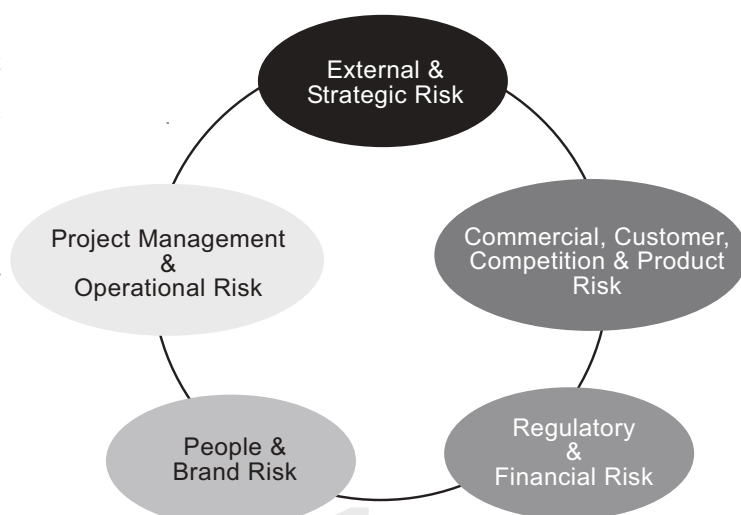 External &
Strategic Risk
Commercial, Customer,
Competition & Product
Risk
Regulatory
&
Financial Risk
People &
Brand Risk
Project Management
&
Operational Risk